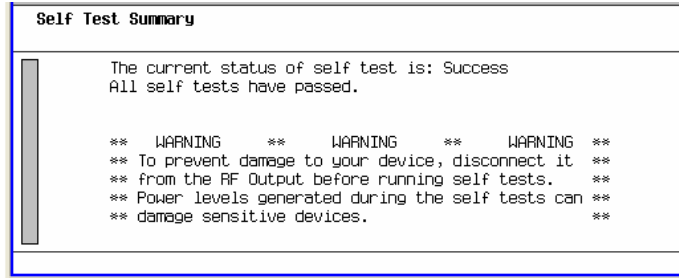 Self Test Summary
The current status of self test is: Success
All self tests have passed.
** WARNING ** WARNING ** WARNING **
** To prevent damage to your device, disconnect it **
** from the RF Output before running self tests. **
** Power levels generated during the self tests can **
** damage sensitive devices. **